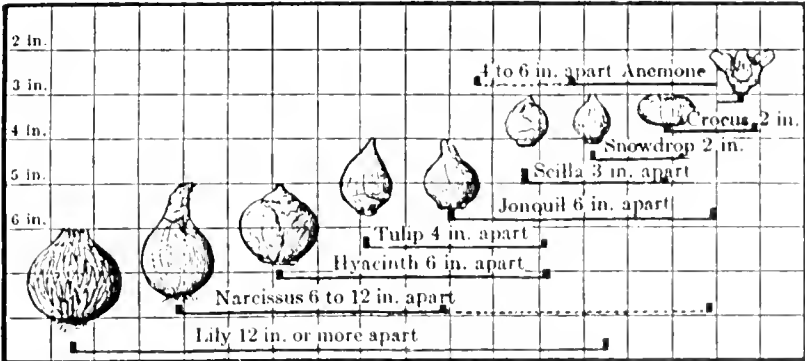 2 in.
4 to 6 in. apart Anemone
3 in.
Crocus 2 in.
4 in.
Snowdrop 2 in.
Scilla 3 in. apart
5 in.
Jonquil 6 in. apart
6 in.
Tulip 4 in. apart
Hyacinth 6 in. apart
Narcissus 6 to 12 in. apart
Lily 12 in. or more apart